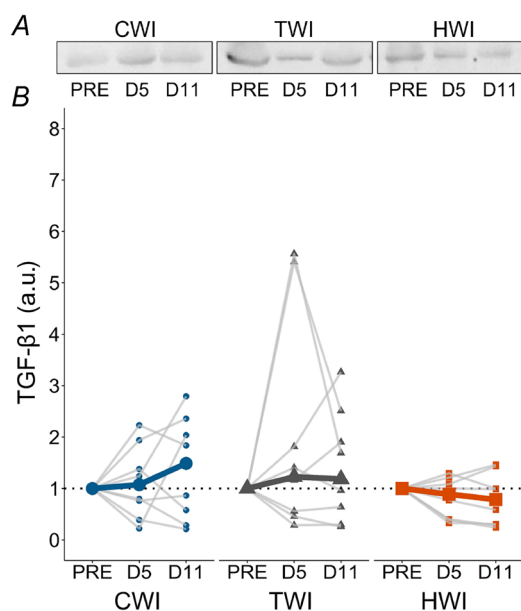 A
CWI TWI HWI
PRE D5 D11 PRE D5 D11 PRE D5 D11
B
TGF-β1 (a.u.)
8
7
6
5
4
3
2
1
0
PRE D5 D11 PRE D5 D11 PRE D5 D11
CWI TWI HWI